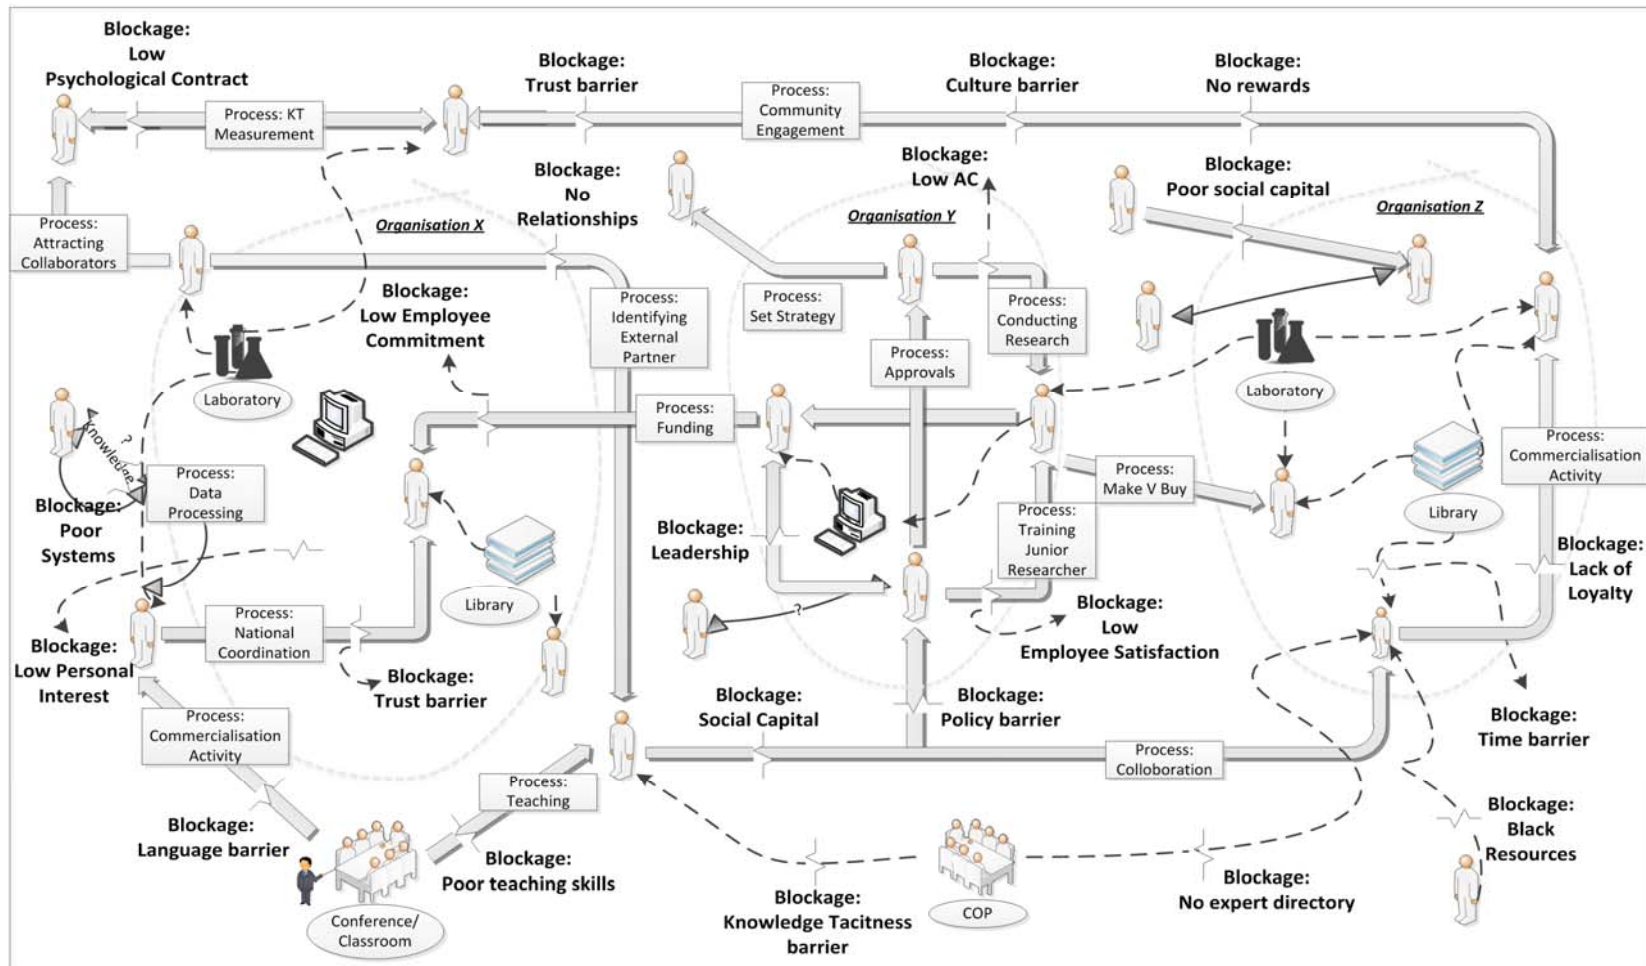 Blockage:
Low
Psychological Contract
Process: KT
Measurement
Blockage:
Trust barrier
Process:
Community
Engagement
Blockage:
Culture barrier
Blockage:
No rewards
Process:
Attracting
Collaborators
Organisation X
Blockage:
No
Relationships
Blockage:
Low AC
Organisation Y
Blockage:
Poor social capital
Organisation Z
Blockage:
Low Employee
Commitment
Process:
Identifying
External
Partner
Process:
Set Strategy
Process:
Conducting
Research
Process:
Approvals
Laboratory
Laboratory
?
Knowledge
Process:
Data
Processing
Process:
Funding
Process:
Make V Buy
Process:
Commercialisation
Activity
Blockage:
Poor
Systems
Library
Blockage:
Leadership
Process:
Training
Junior
Researcher
Library
Blockage:
Lack of
Loyalty
Blockage:
Low Personal
Interest
Process:
National
Coordination
Blockage:
Trust barrier
?
Blockage:
Low
Employee Satisfaction
Process:
Commercialisation
Activity
Blockage:
Social Capital
Blockage:
Policy barrier
Blockage:
Time barrier
Process:
Colloboration
Process:
Teaching
Blockage:
Language barrier
Blockage:
Poor teaching skills
Blockage:
Black
Resources
Conference/
Classroom
Blockage:
Knowledge Tacitness
barrier
COP
Blockage:
No expert directory